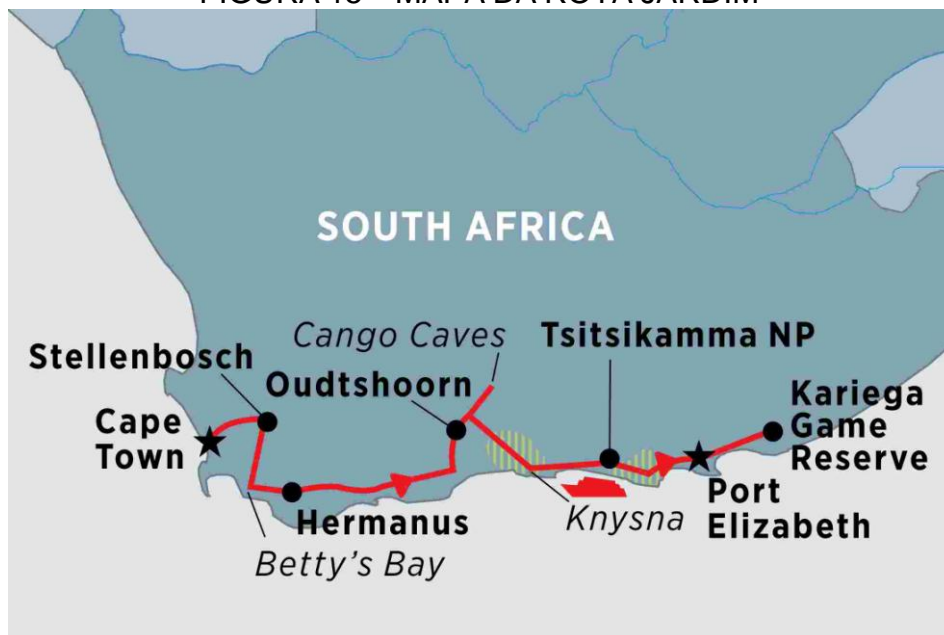 FIGURA – MAPA DA ROTA JARDIM
SOUTH AFRICA
Cango Caves
Tsitsikamma NP
Stellenbosch
Oudtshoorn
Kariega
Game
Reserve
Cape
Town
Hermanus
Knysna
Port
Elizabeth
Betty's Bay